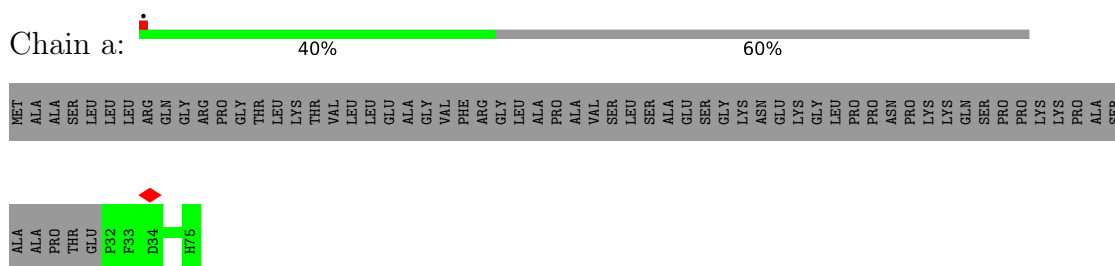 Chain a:
40% 60%
MET ALA ALA SER LEU LEU LEU ARG GLN GLY ARG PRO GLY THR LEU LYS THR VAL LEU LEU GLU ALA GLY VAL PHE ARG GLY LEU ALA PRO ALA VAL SER LEU SER ALA GLU SER GLY LYS ASN GLU LYS GLY LEU PRO PRO ASN PRO LYS LYS GLN SER PRO PRO LYS LYS PRO ALA SER
ALA ALA PRO THR GLU P32 F33 D34 H75